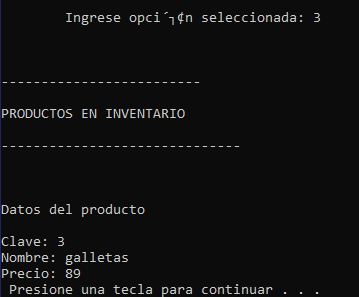 Ingrese opci´┐¢n seleccionada: 3
-------------------------
PRODUCTOS EN INVENTARIO
------------------------------
Datos del producto
Clave: 3
Nombre: galletas
Precio: 89
Presione una tecla para continuar . . .